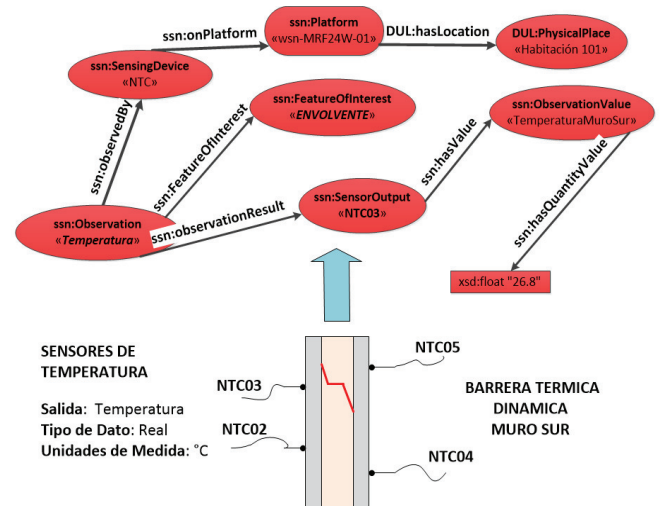 ssn:Platform
«wsn-MRF24W-01»
ssn:onPlatform
DUL:hasLocation
DUL:PhysicalPlace
«Habitación 101»
ssn:SensingDevice
«NTC»
ssn:FeatureOfInterest
«ENVOLVENTE»
ssn:ObservationValue
«TemperaturaMuroSur»
ssn:observedBy
ssn:FeatureOfInterest
ssn:hasValue
ssn:hasQuantityValue
ssn:Observation
«Temperatura»
ssn:observationResult
ssn:SensorOutput
«NTC03»
xsd:float "26.8"
SENSORES DE
TEMPERATURA
Salida: Temperatura
Tipo de Dato: Real
Unidades de Medida: °C
NTC03
NTC02
NTC05
NTC04
BARRERA TERMICA
DINAMICA
MURO SUR